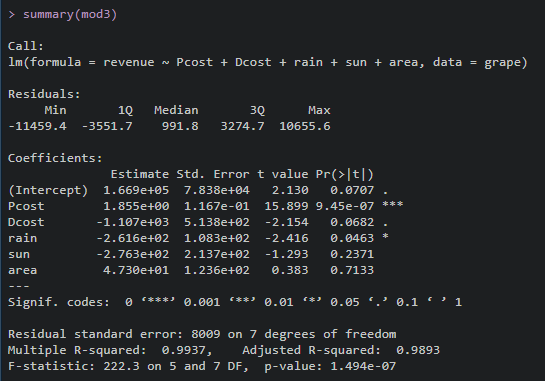 > summary(mod3)
Call:
lm(formula = revenue ~ Pcost + Dcost + rain + sun + area, data = grape)
Residuals:
Min 1Q Median 3Q Max
-11459.4 -3551.7 991.8 3274.7 10655.6
Coefficients:
Estimate Std. Error t value Pr(>|t|)
(Intercept) 1.669e+05 7.838e+04 2.130 0.0707 .
Pcost 1.855e+00 1.167e-01 15.899 9.45e-07 ***
Dcost -1.107e+03 5.138e+02 -2.154 0.0682 .
rain -2.616e+02 1.083e+02 -2.416 0.0463 *
sun -2.763e+02 2.137e+02 -1.293 0.2371
area 4.730e+01 1.236e+02 0.383 0.7133
---
Signif. codes: 0 ‘***’ 0.001 ‘**’ 0.01 ‘*’ 0.05 ‘.’ 0.1 ‘ ’ 1
Residual standard error: 8009 on 7 degrees of freedom
Multiple R-squared: 0.9937, Adjusted R-squared: 0.9893
F-statistic: 222.3 on 5 and 7 DF, p-value: 1.494e-07